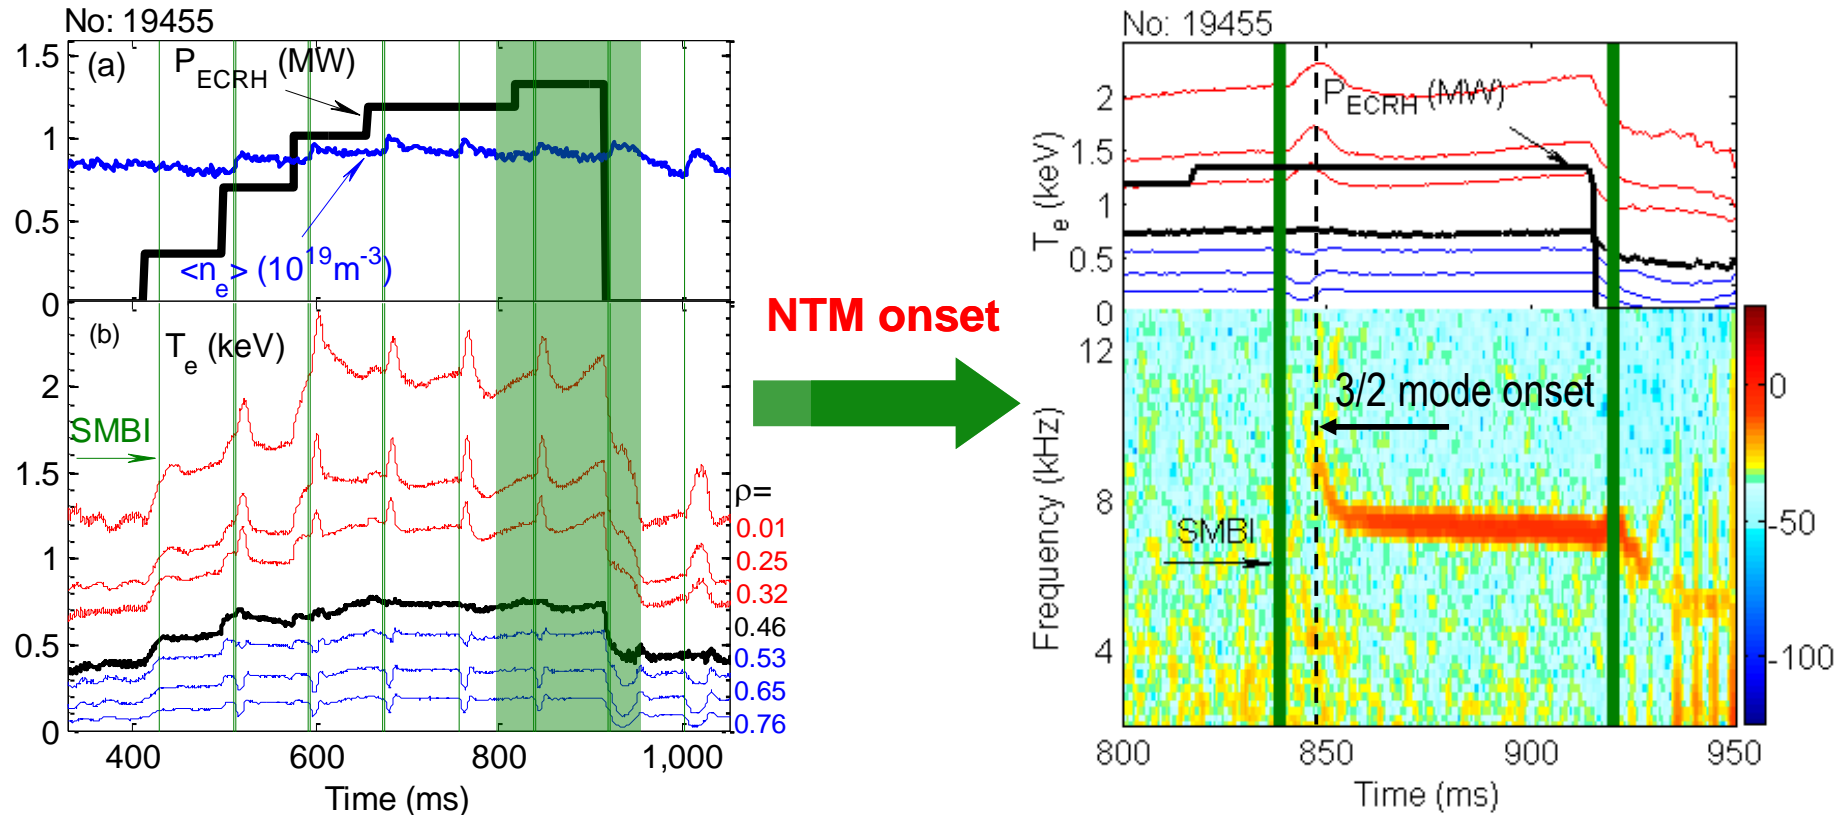 No: 19455
(a)
P_ECRH (MW)
1.5
1
0.5
0
<n_e> (10^19 m^-3)
(b)
T_e (keV)
2
1.5
1
0.5
0
SMBI
ρ=
0.01
0.25
0.32
0.46
0.53
0.65
0.76
400
600
800
1,000
Time (ms)
NTM onset
No: 19455
P_ECRH (MW)
T_e (keV)
2
1.5
1
0.5
0
3/2 mode onset
SMBI
Frequency (kHz)
12
8
4
800
850
900
950
Time (ms)
0
-50
-100